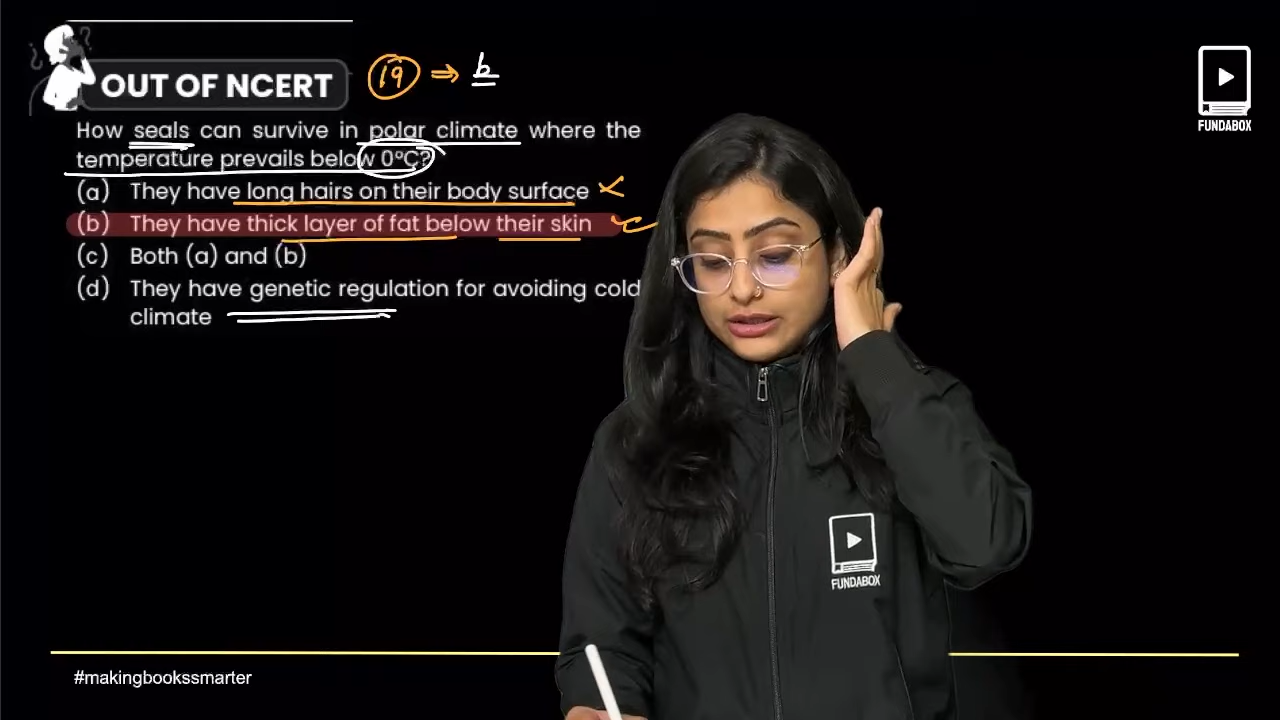 OUT OF NCERT
19 ⇒ b
FUNDABOX
How seals can survive in polar climate where the
temperature prevails below 0°C?
(a) They have long hairs on their body surface
(b) They have thick layer of fat below their skin
(c) Both (a) and (b)
(d) They have genetic regulation for avoiding cold
climate
FUNDABOX
#makingbookssmarter